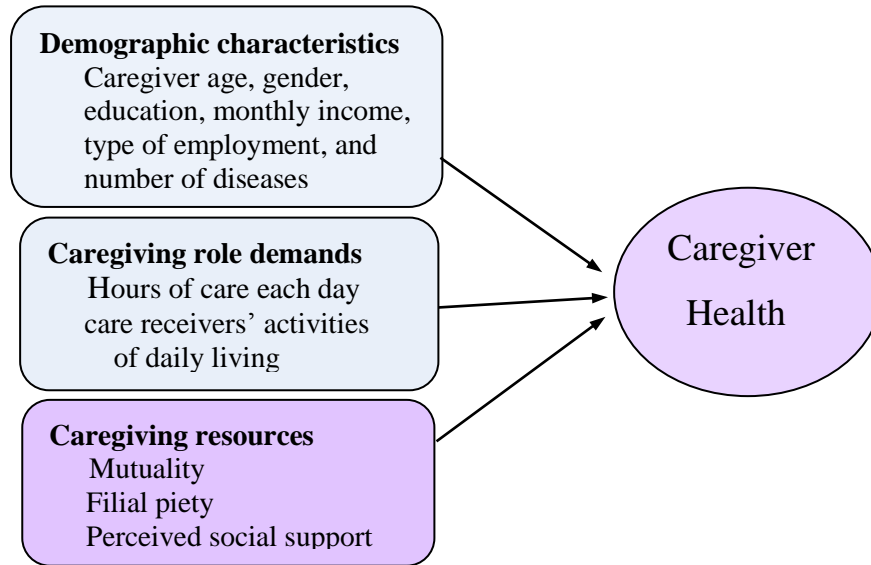 Demographic characteristics
Caregiver age, gender,
education, monthly income,
type of employment, and
number of diseases
Caregiving role demands
Hours of care each day
care receivers’ activities
of daily living
Caregiving resources
Mutuality
Filial piety
Perceived social support
Caregiver
Health